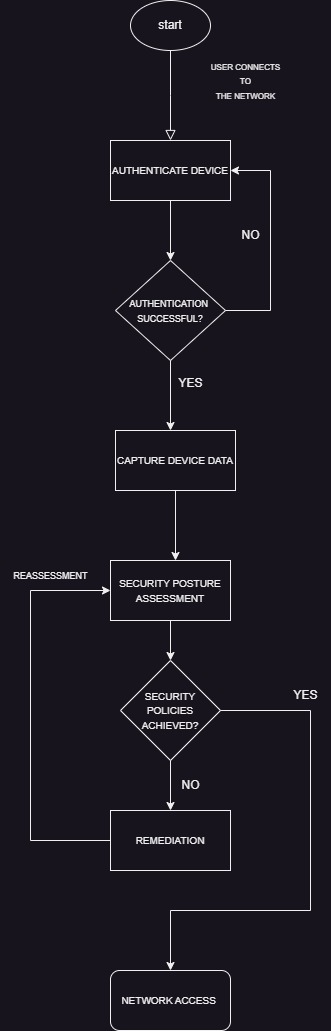 start
USER CONNECTS
TO
THE NETWORK
AUTHENTICATE DEVICE
NO
AUTHENTICATION
SUCCESSFUL?
YES
CAPTURE DEVICE DATA
REASSESSMENT
SECURITY POSTURE
ASSESSMENT
SECURITY
POLICIES
ACHIEVED?
YES
NO
REMEDIATION
NETWORK ACCESS